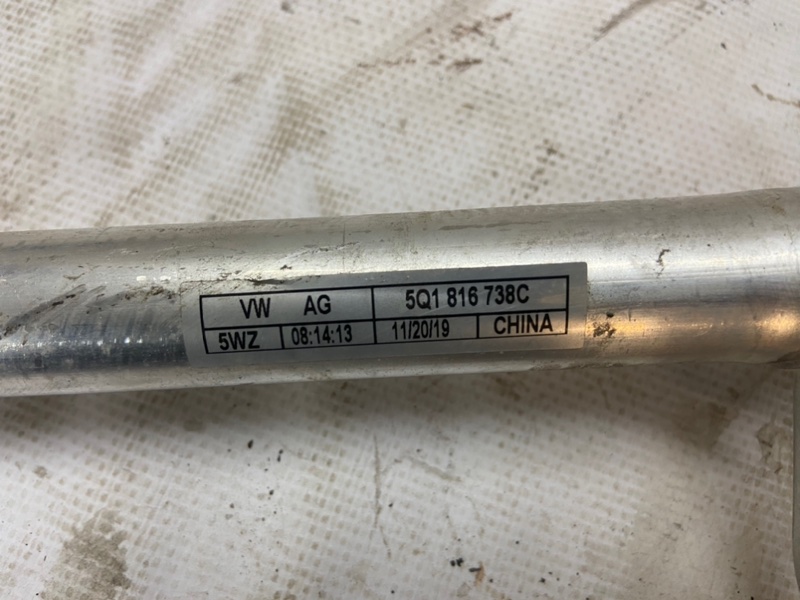 VW AG 5Q1 816 738C
5WZ 08:14:13 11/20/19 CHINA